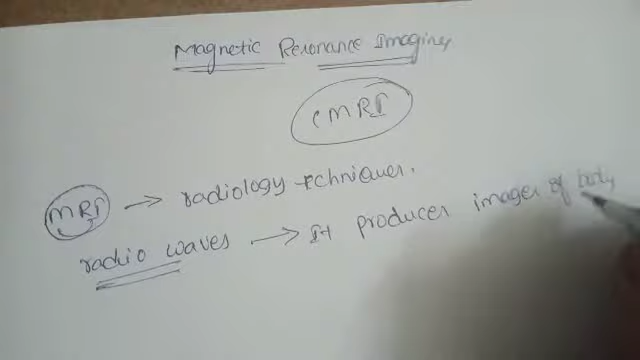 Magnetic Resonance Imaging
(MRI
MRI → radiology techniques.
radio waves → It produces images of body